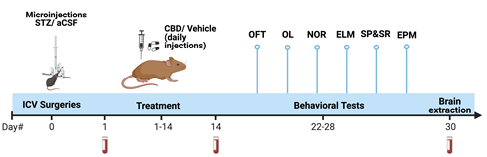 Microinjections
STZ/ aCSF
CBD/ Vehicle
(daily
injections)
OFT OL NOR ELM SP&SR EPM
ICV Surgeries Treatment Behavioral Tests Brain
extraction
Day# 0 1 1-14 14 22-28 30